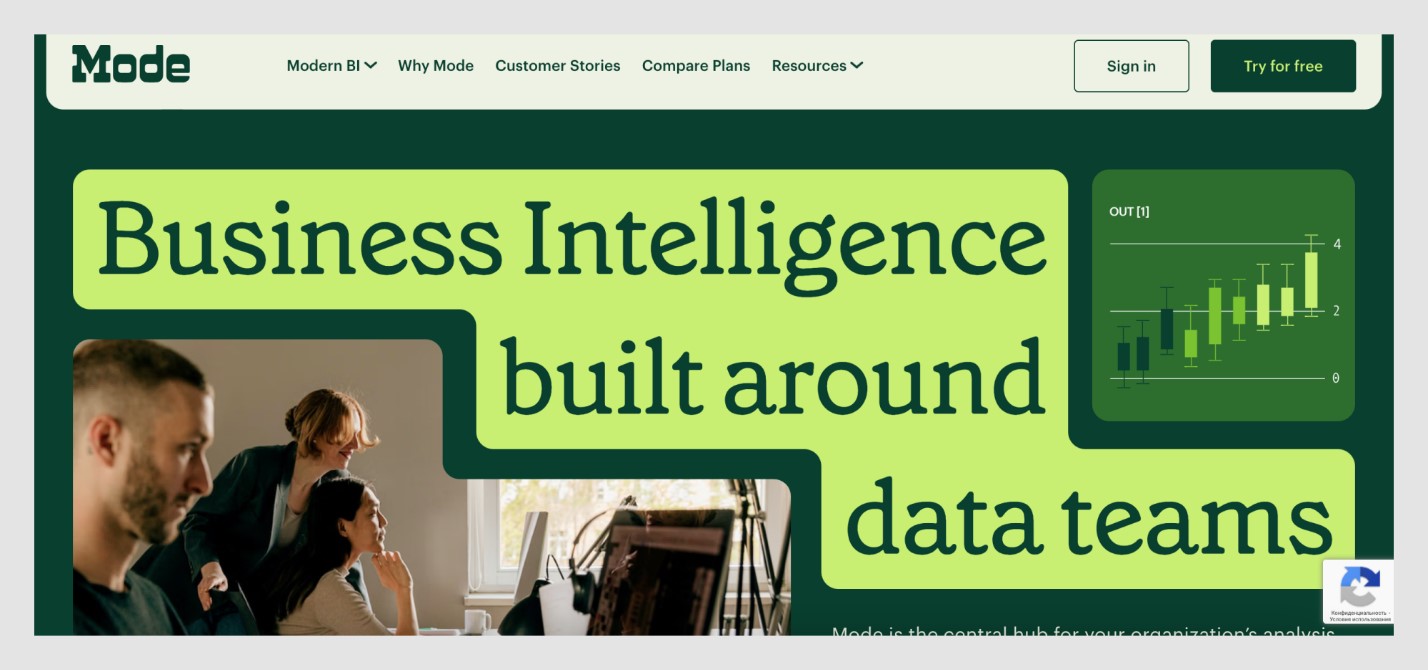 Mode
Modern BI
Why Mode
Customer Stories
Compare Plans
Resources
Sign in
Try for free
Business Intelligence
built around
data teams
OUT [1]
4
2
0
Mode is the central hub for your organization's analysis
Конфиденциальность -
Условия использования